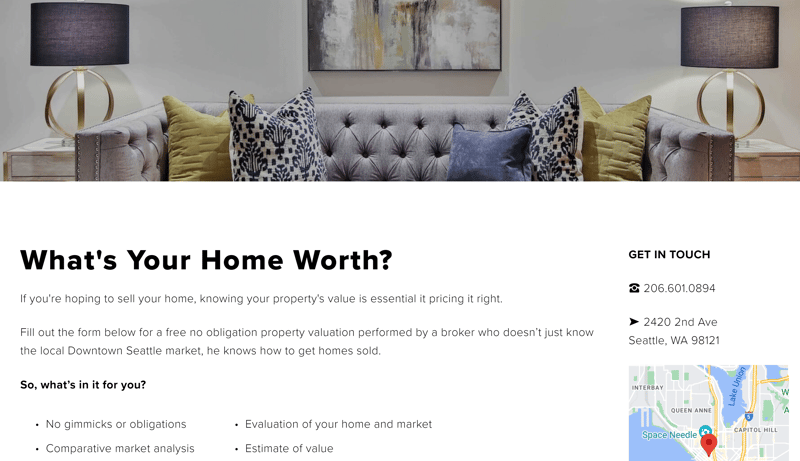 What's Your Home Worth?
If you're hoping to sell your home, knowing your property's value is essential it pricing it right.
Fill out the form below for a free no obligation property valuation performed by a broker who doesn’t just know
the local Downtown Seattle market, he knows how to get homes sold.
So, what’s in it for you?
• No gimmicks or obligations
• Comparative market analysis
• Evaluation of your home and market
• Estimate of value
GET IN TOUCH
206.601.0894
2420 2nd Ave
Seattle, WA 98121
INTERBAY
Lake Union
QUEEN ANNE
5
CAPITOL HILL
Space Needle